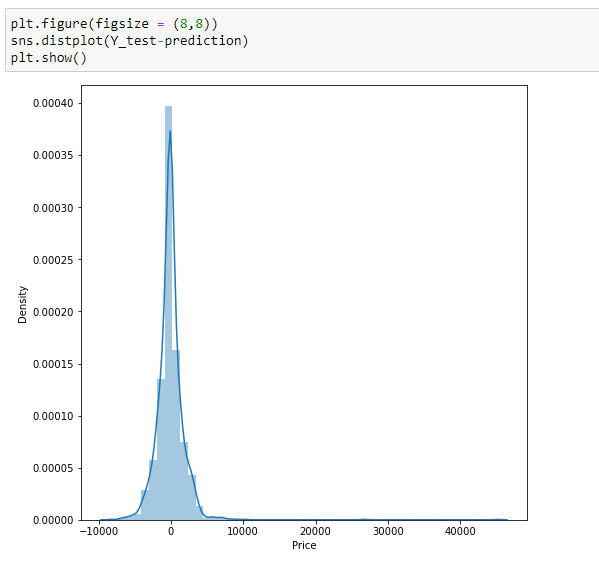 plt.figure(figsize = (8,8))
sns.distplot(Y_test-prediction)
plt.show()
0.00040
0.00035
0.00030
0.00025
0.00020
0.00015
0.00010
0.00005
0.00000
Density
−10000 0 10000 20000 30000 40000
Price